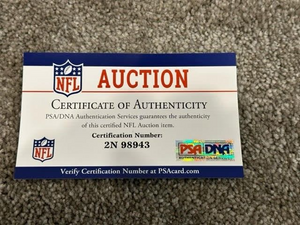 NFL
AUCTION
CERTIFICATE OF AUTHENTICITY
PSA/DNA Authentication Services guarantees the authenticity
of this certified NFL Auction item.
Certification Number:
2N 98943
NFL
PSA DNA
Verify Certification Number at PSAcard.com